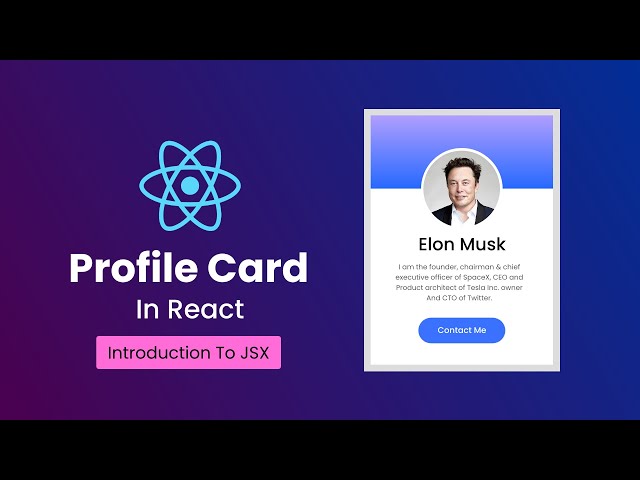 Profile Card
In React
Introduction To JSX
Elon Musk
I am the founder, chairman & chief
executive officer of SpaceX, CEO and
Product architect of Tesla Inc. owner
And CTO of Twitter.
Contact Me